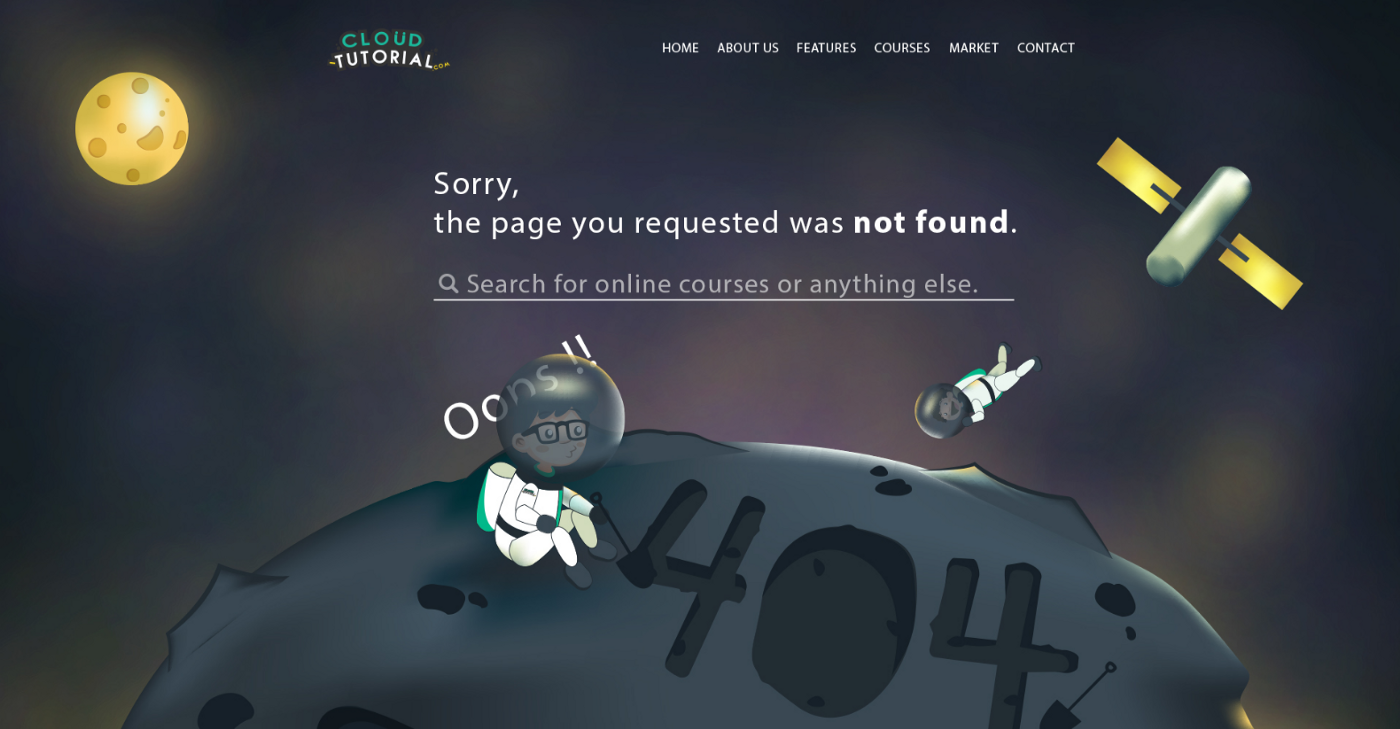 CLOUD
TUTORIAL.COM
HOME ABOUT US FEATURES COURSES MARKET CONTACT
Sorry,
the page you requested was not found.
Search for online courses or anything else.
Oops !!
404